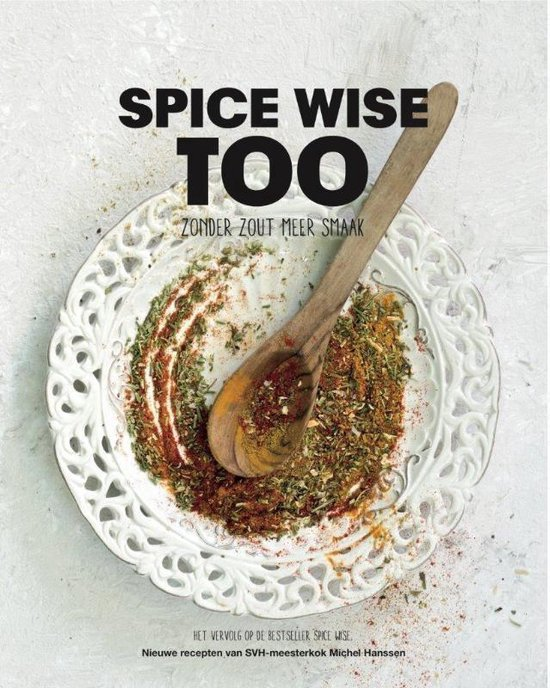 SPICE WISE
TOO
ZONDER ZOUT MEER SMAAK
HET VERVOLG OP DE BESTSELLER SPICE WISE.
Nieuwe recepten van SVH-meesterkok Michel Hanssen